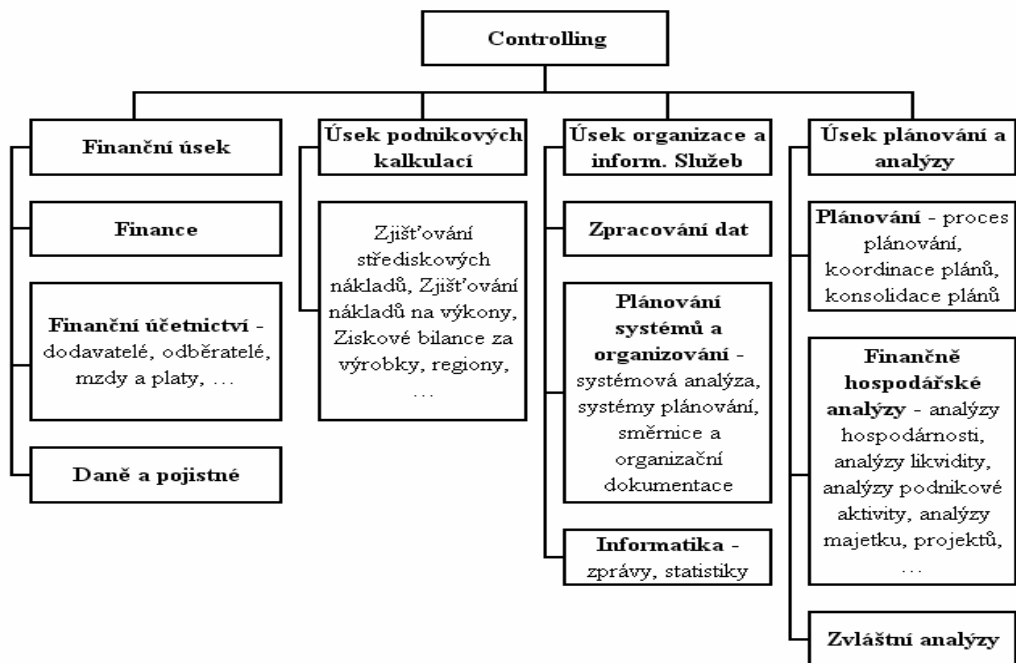 Controlling
Finanční úsek
Finance
Finanční účetnictví -
dodavatelé, odběratelé,
mzdy a platy, …
Daně a pojistné
Úsek podnikových
kalkulací
Zjišťování
střediskových
nákladů, Zjišťování
nákladů na výkony,
Ziskové bilance za
výrobky, regiony,
…
Úsek organizace a
inform. Služeb
Zpracování dat
Plánování
systémů a
organizování -
systémová analýza,
systémy plánování,
směrnice a
organizační
dokumentace
Informatika -
zprávy, statistiky
Úsek plánování a
analýzy
Plánování - proces
plánování,
koordinace plánů,
konsolidace plánů
Finančně
hospodářské
analýzy - analýzy
hospodárnosti,
analýzy likvidity,
analýzy podnikové
aktivity, analýzy
majetku, projektů,
…
Zvláštní analýzy